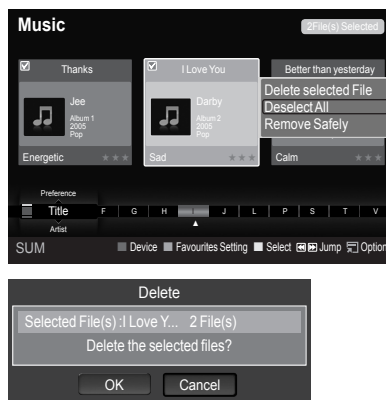 Music
2File(s) Selected
Thanks
Jee
Album 1
2005
Pop
Energetic
I Love You
Darby
Album 2
2005
Pop
Sad
Better than yesterday
Calm
Delete selected File
Deselect All
Remove Safely
Preference
Title F G H I J L P S T V
Artist
SUM Device Favourites Setting Select Jump Option
Delete
Selected File(s) :I Love Y... 2 File(s)
Delete the selected files?
OK Cancel